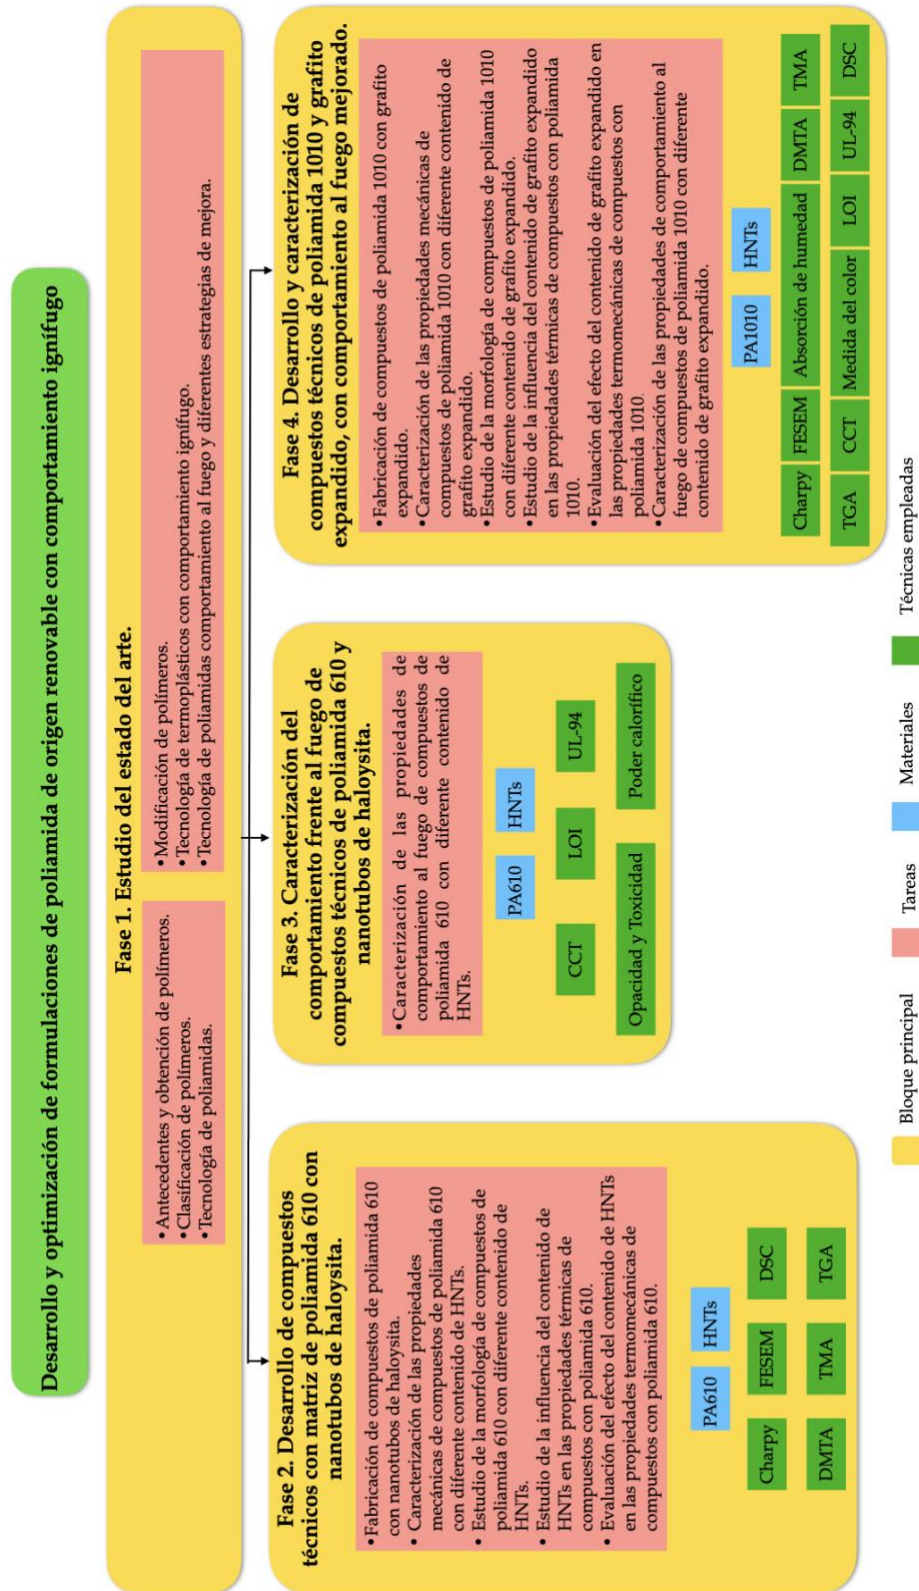 Desarrollo y optimización de formulaciones de poliamida de origen renovable con comportamiento ignífugo
Fase 1. Estudio del estado del arte.
•Antecedentes y obtención de polímeros.
•Clasificación de polímeros.
•Tecnología de poliamidas.
•Modificación de polímeros.
•Tecnología de termoplásticos con comportamiento ignífugo.
•Tecnología de poliamidas comportamiento al fuego y diferentes estrategias de mejora.
Fase 2. Desarrollo de compuestos
técnicos con matriz de poliamida 610 con
nanotubos de haloysita.
•Fabricación de compuestos de poliamida 610
con nanotubos de haloysita.
• Caracterización de las propiedades
mecánicas de compuestos de poliamida 610
con diferente contenido de HNTs.
• Estudio de la morfología de compuestos de
poliamida 610 con diferente contenido de
HNTs.
• Estudio de la influencia del contenido de
HNTs en las propiedades térmicas de
compuestos con poliamida 610.
• Evaluación del efecto del contenido de HNTs
en las propiedades termomecánicas de
compuestos con poliamida 610.
PA610 HNTs
Charpy FESEM DSC
DMTA TMA TGA
Fase 3. Caracterización del
comportamiento frente al fuego de
compuestos técnicos de poliamida 610 y
nanotubos de haloysita.
•Caracterización de las propiedades de
comportamiento al fuego de compuestos de
poliamida 610 con diferente contenido de
HNTs.
PA610 HNTs
CCT LOI UL-94
Opacidad y Toxicidad Poder calorífico
Fase 4. Desarrollo y caracterización de
compuestos técnicos de poliamida 1010 y grafito
expandido, con comportamiento al fuego mejorado.
•Fabricación de compuestos de poliamida 1010 con grafito
expandido.
•Caracterización de las propiedades mecánicas de
compuestos de poliamida 1010 con diferente contenido de
grafito expandido.
•Estudio de la morfología de compuestos de poliamida 1010
con diferente contenido de grafito expandido.
•Estudio de la influencia del contenido de grafito expandido
en las propiedades térmicas de compuestos con poliamida
1010.
•Evaluación del efecto del contenido de grafito expandido en
las propiedades termomecánicas de compuestos con
poliamida 1010.
•Caracterización de las propiedades de comportamiento al
fuego de compuestos de poliamida 1010 con diferente
contenido de grafito expandido.
PA1010 HNTs
Charpy FESEM Absorción de humedad DMTA TMA
TGA CCT Medida del color LOI UL-94 DSC
Bloque principal Tareas Materiales Técnicas empleadas